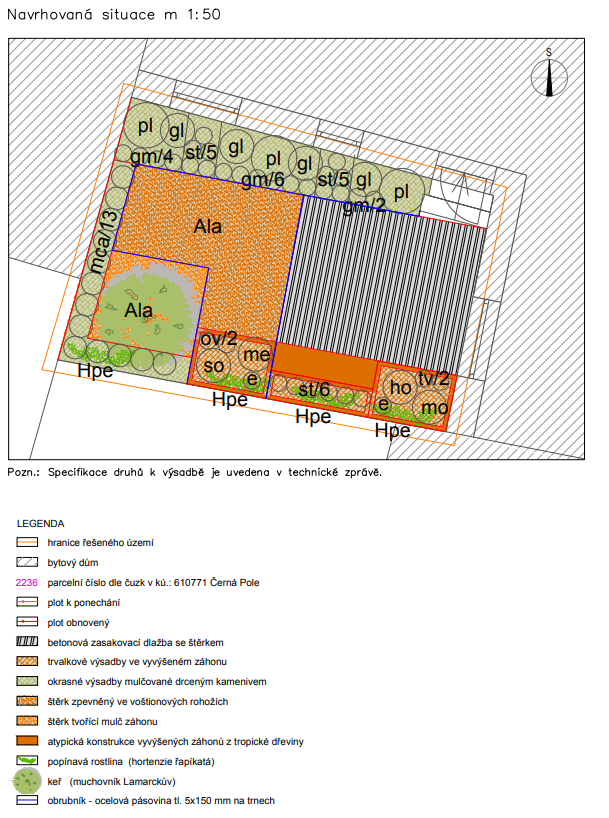 Navrhovaná situace m 1:50
S
pl
gl
gm/4
st/5
gl
pl
gm/6
gl
st/5
gl
pl
gm/2
mca/13
Ala
Ala
Hpe
ov/2
so
me
e
Hpe
st/6
Hpe
ho
tv/2
e
mo
Hpe
Pozn.: Specifikace druhů k výsadbě je uvedena v technické zprávě.
LEGENDA
hranice řešeného území
bytový dům
2236 parcelní číslo dle čuzk v kú.: 610771 Černá Pole
plot k ponechání
plot obnovený
betonová zasakovací dlažba se štěrkem
trvalkové výsadby ve vyvýšeném záhonu
okrasné výsadby mulčované drceným kamenivem
štěrk zpevněný ve voštionových rohožích
štěrk tvořící mulč záhonu
atypická konstrukce vyvýšených záhonů z tropické dřeviny
popínavá rostlina (hortenzie řapíkatá)
keř (muchovník Lamarckův)
obrubník - ocelová pásovina tl. 5x150 mm na trnech